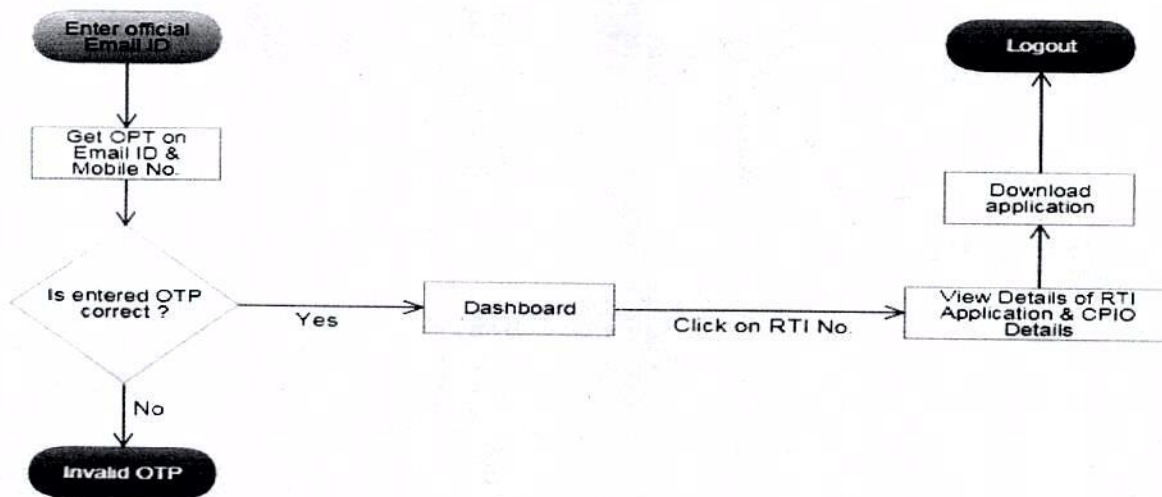 Enter official
Email ID
Get OPT on
Email ID &
Mobile No.
Is entered OTP
correct ?
Yes
No
Invalid OTP
Dashboard
Click on RTI No.
View Details of RTI
Application & CPIO
Details
Download
application
Logout